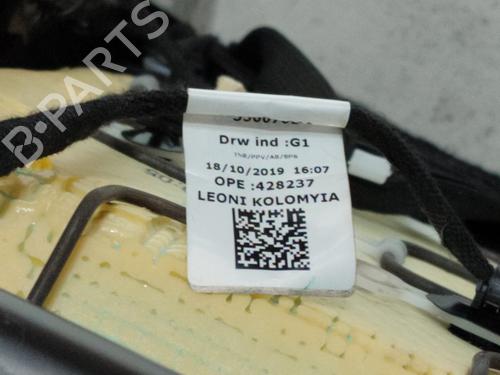 Drw ind :G1
18/10/2019 16:07
OPE :428237
LEONI KOLOMYIA
B-PARTS